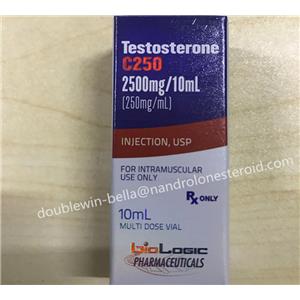 Testosterone
C250
2500mg/10mL
(250mg/mL)
INJECTION, USP
FOR INTRAMUSCULAR
USE ONLY
Rx ONLY
doublewin-bella@nandrolonesteroid.com
10mL
MULTI DOSE VIAL
bioLOGIC
PHARMACEUTICALS